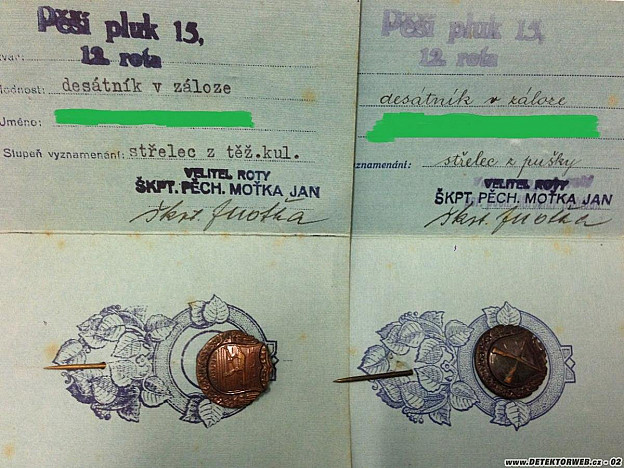 Pěší pluk 15,
12. rota
desátník v záloze
Jméno:
Stupeň vyznamenání: střelec z těž.kul.
VELITEL ROTY
ŠKPT. PĚCH. MOŤKA JAN
Škpt. Moťka
Pěší pluk 15,
12. rota
desátník v záloze
znamenání: střelec z pušky
VELITEL ROTY
ŠKPT. PĚCH. MOŤKA JAN
Škpt. Moťka
www.DETEKTORWEB.cz - 02